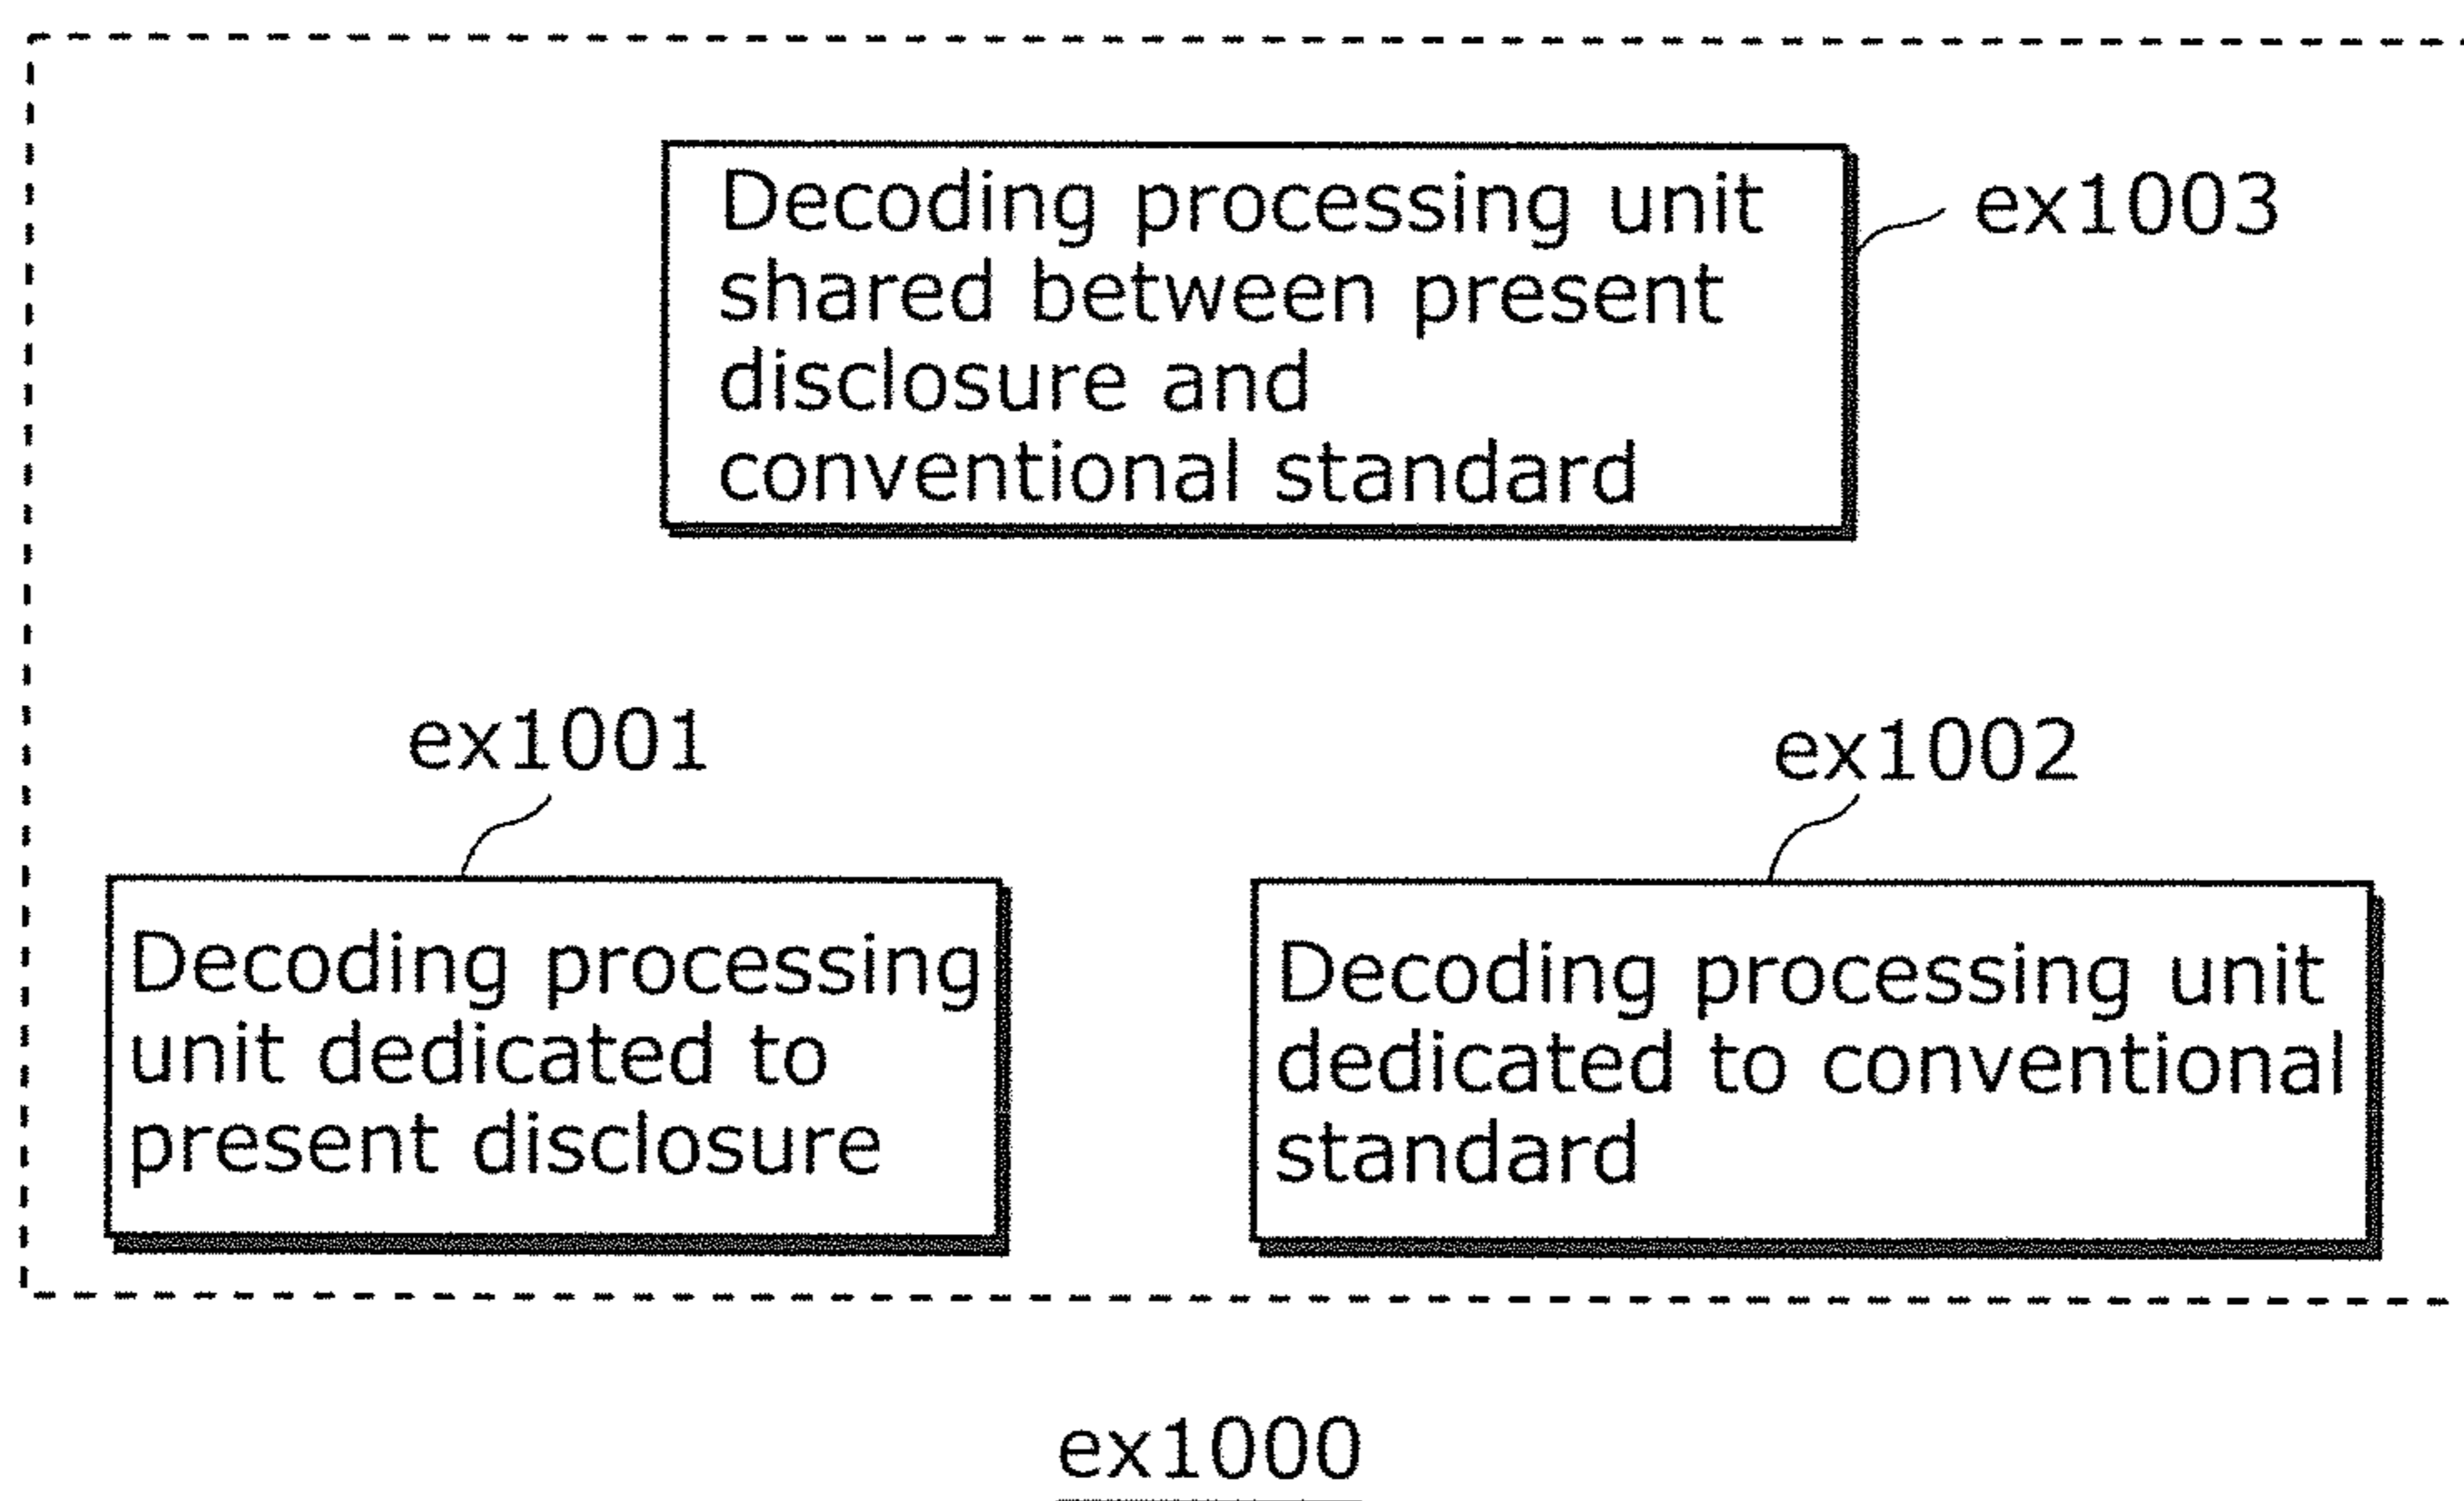 Decoding processing unit
shared between present
disclosure and
conventional standard
ex1003
ex1001
ex1002
Decoding processing
unit dedicated to
present disclosure
Decoding processing unit
dedicated to conventional
standard
ex1000